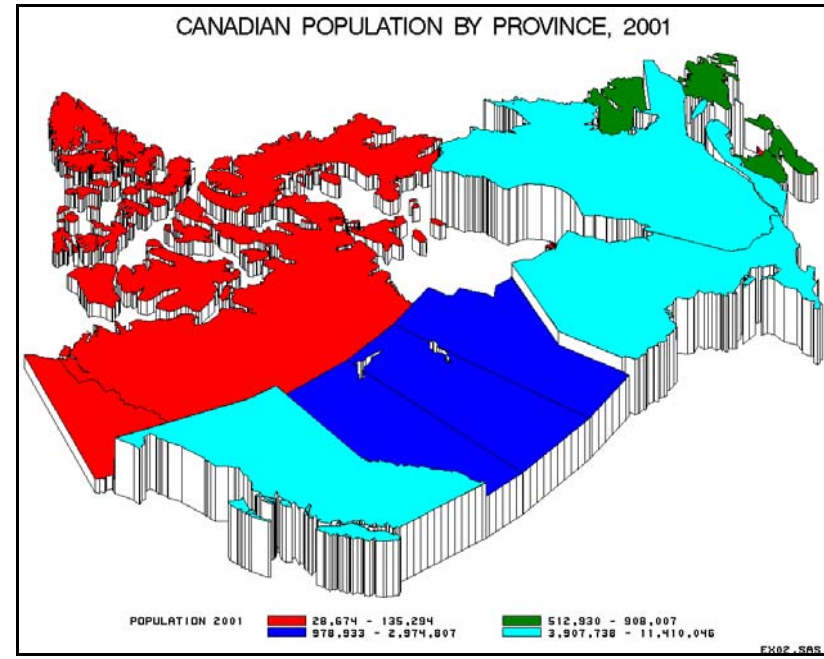 CANADIAN POPULATION BY PROVINCE, 2001
POPULATION 2001 28,674 - 135,294 512,930 - 908,007
978,933 - 2,974,807 3,907,738 - 11,410,046
EX02.SAS